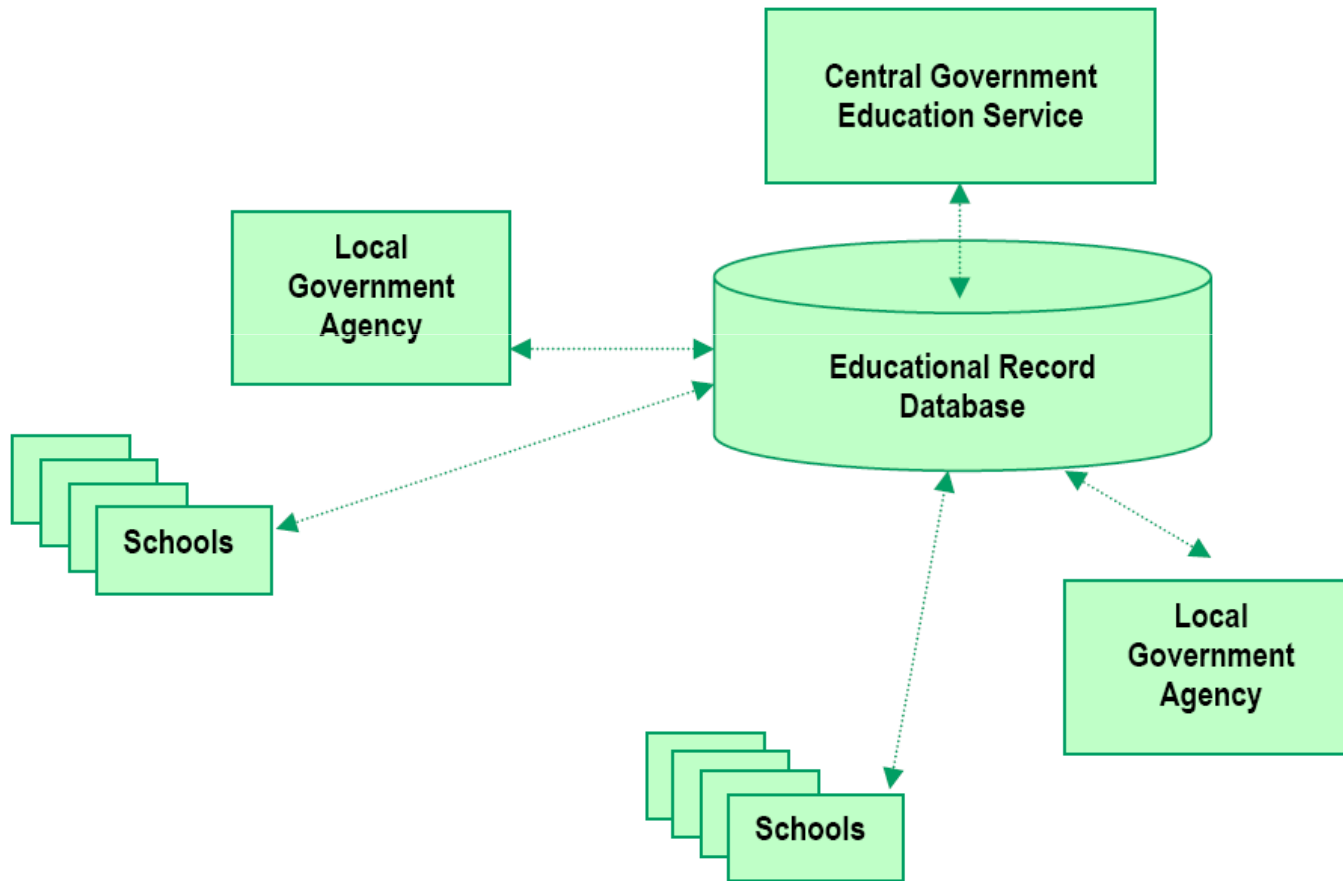 Central Government
Education Service
Local
Government
Agency
Educational Record
Database
Schools
Local
Government
Agency
Schools